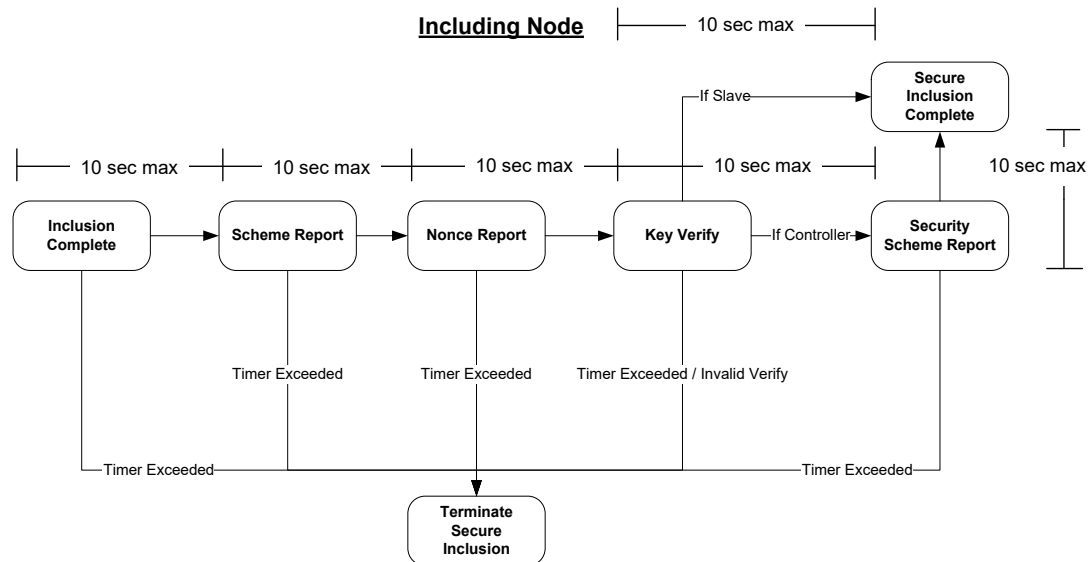 Including Node
10 sec max
If Slave
Secure
Inclusion
Complete
10 sec max
10 sec max
10 sec max
10 sec max
10 sec max
Inclusion
Complete
Scheme Report
Nonce Report
Key Verify
If Controller
Security
Scheme Report
Timer Exceeded
Timer Exceeded
Timer Exceeded / Invalid Verify
Timer Exceeded
Timer Exceeded
Terminate
Secure
Inclusion